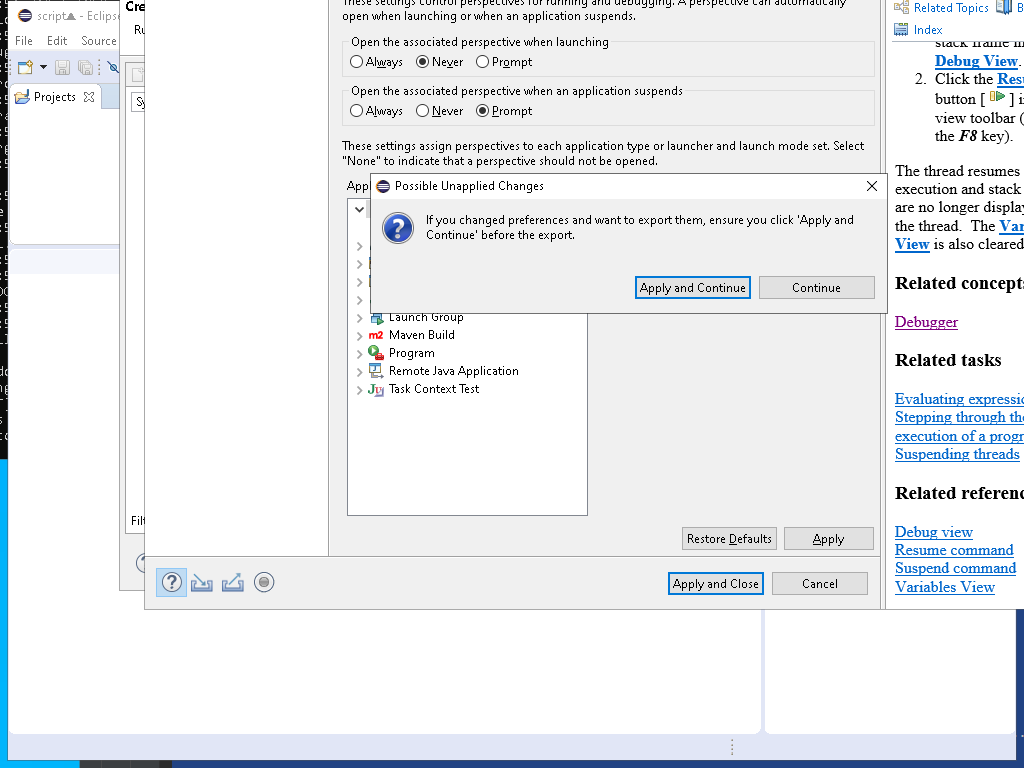 script - Eclipse
File Edit Source
Projects
Cre
Ru
Sy
Filt
These settings control perspectives for running and debugging. A perspective can automatically
open when launching or when an application suspends.
Open the associated perspective when launching
Always Never Prompt
Open the associated perspective when an application suspends
Always Never Prompt
These settings assign perspectives to each application type or launcher and launch mode set. Select
"None" to indicate that a perspective should not be opened.
Appl
Possible Unapplied Changes
If you changed preferences and want to export them, ensure you click 'Apply and
Continue' before the export.
Apply and Continue Continue
Launch Group
m2 Maven Build
Program
Remote Java Application
Ju Task Context Test
Restore Defaults Apply
Apply and Close Cancel
Related Topics B
Index
stack frame in
Debug View.
2. Click the Resu
button [ ] i
view toolbar (
the F8 key).
The thread resumes
execution and stack
are no longer display
the thread. The Var
View is also cleared
Related concepts
Debugger
Related tasks
Evaluating expressio
Stepping through the
execution of a progr
Suspending threads
Related referenc
Debug view
Resume command
Suspend command
Variables View